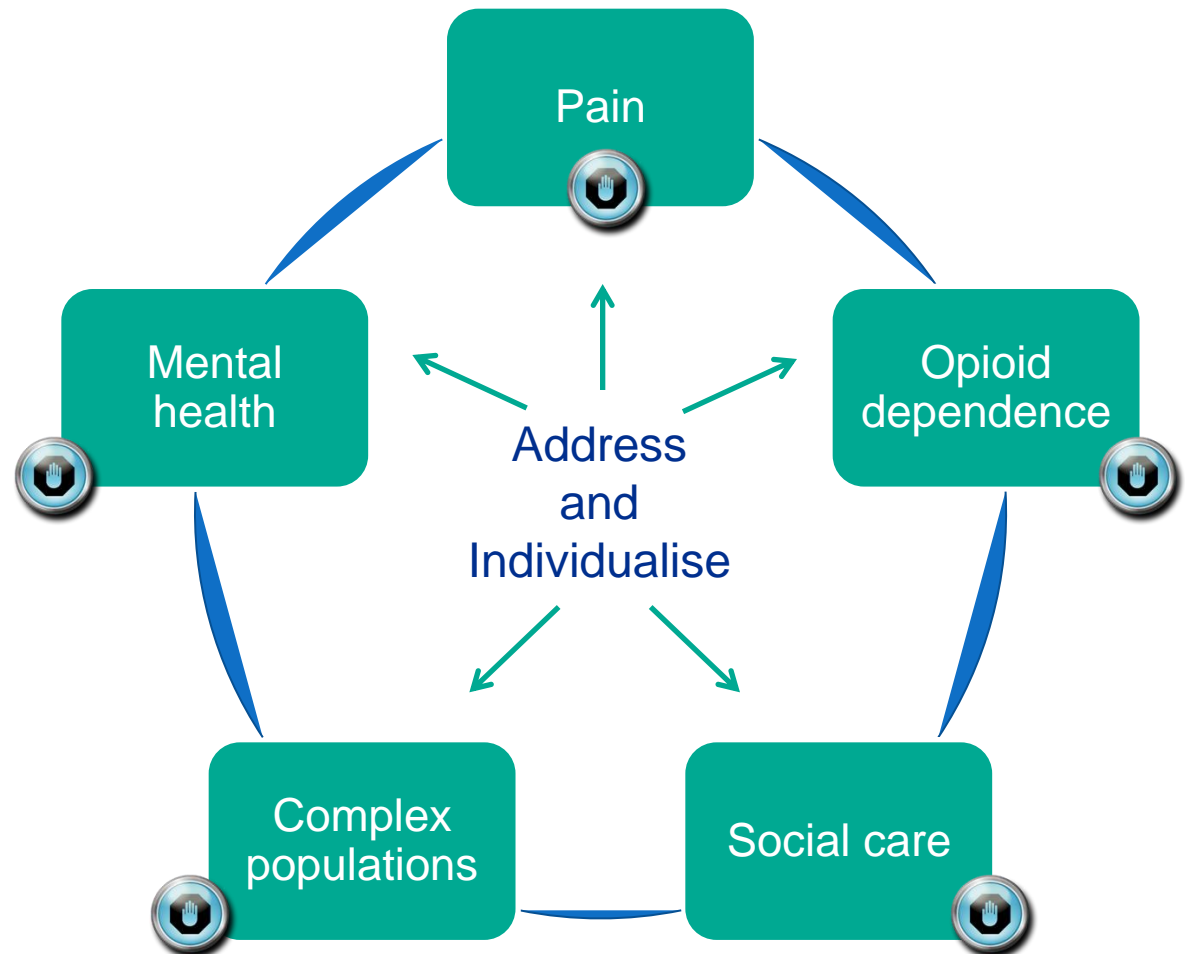 Pain
Mental
health
Opioid
dependence
Address
and
Individualise
Complex
populations
Social care